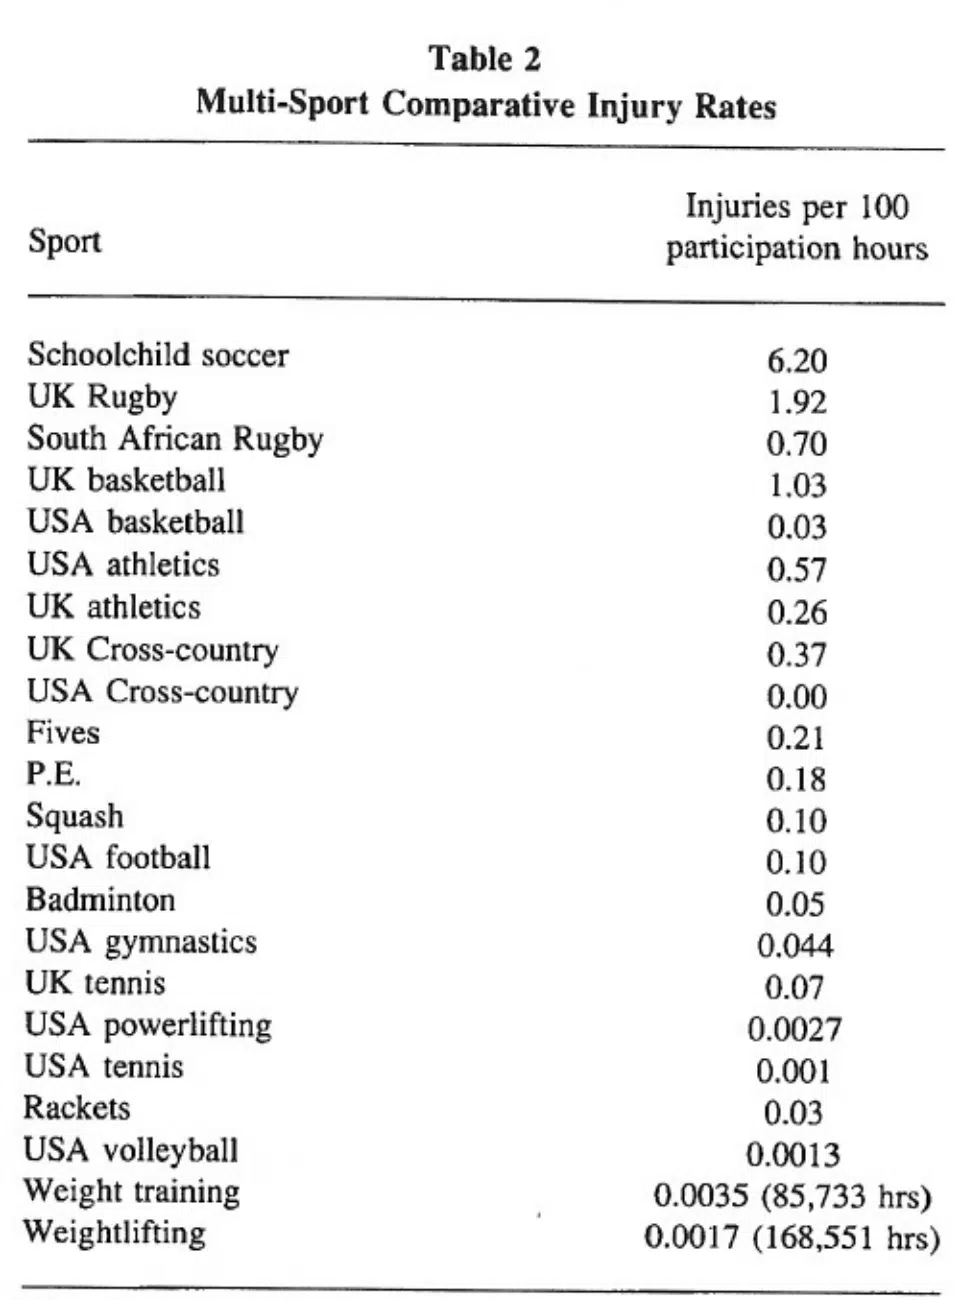 Table 2
Multi-Sport Comparative Injury Rates
Sport
Injuries per 100
participation hours
Schoolchild soccer 6.20
UK Rugby 1.92
South African Rugby 0.70
UK basketball 1.03
USA basketball 0.03
USA athletics 0.57
UK athletics 0.26
UK Cross-country 0.37
USA Cross-country 0.00
Fives 0.21
P.E. 0.18
Squash 0.10
USA football 0.10
Badminton 0.05
USA gymnastics 0.044
UK tennis 0.07
USA powerlifting 0.0027
USA tennis 0.001
Rackets 0.03
USA volleyball 0.0013
Weight training 0.0035 (85,733 hrs)
Weightlifting 0.0017 (168,551 hrs)